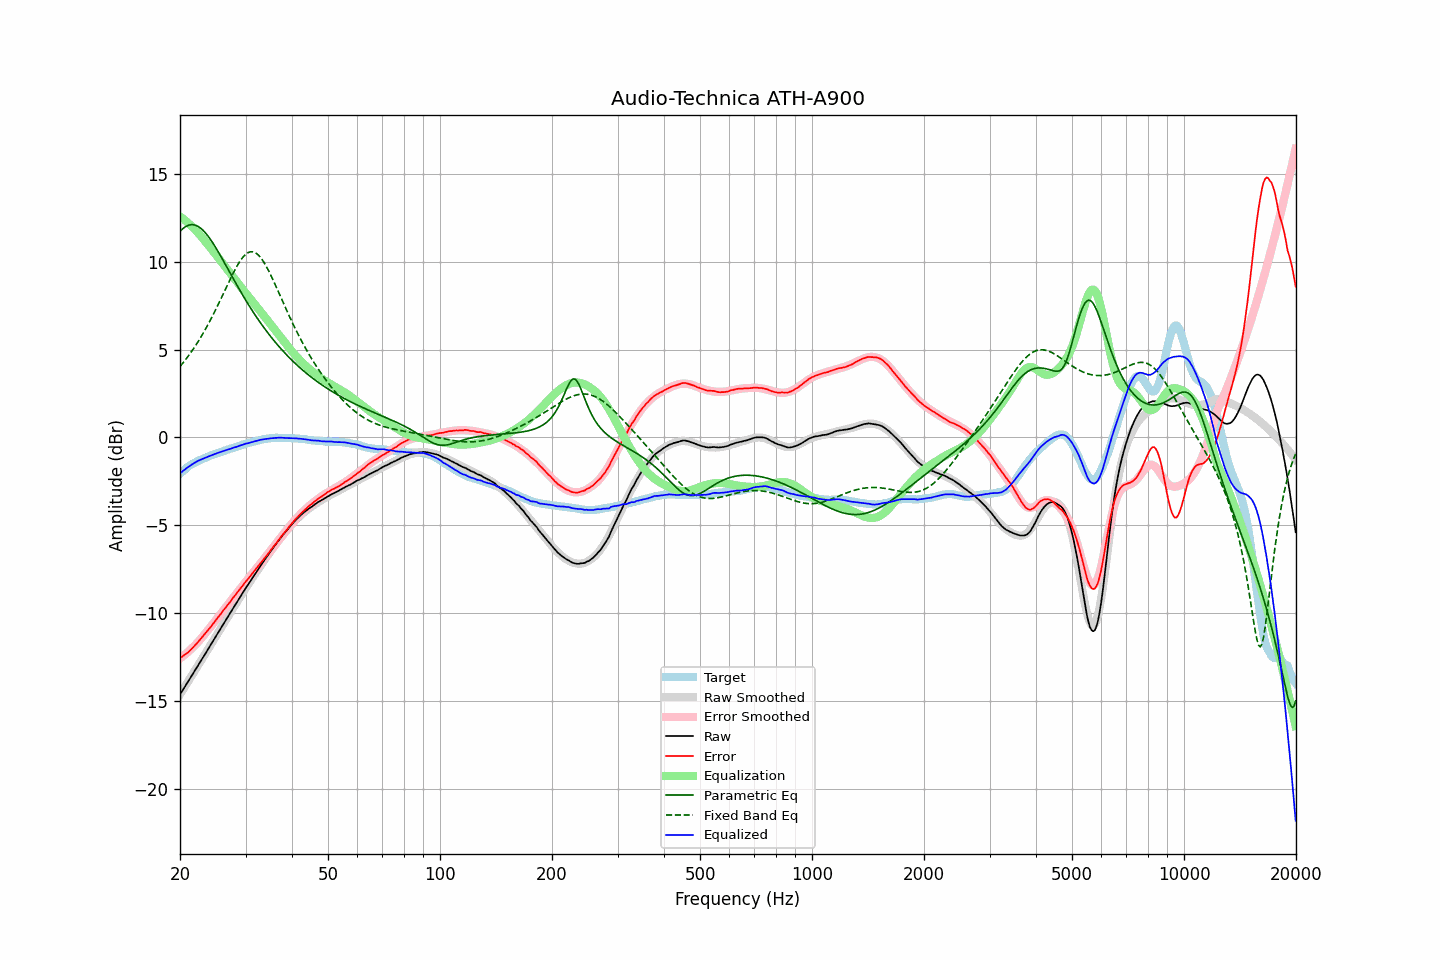 Audio-Technica ATH-A900
Amplitude (dBr)
15
10
5
0
−5
−10
−15
−20
20
50
100
200
500
1000
2000
5000
10000
20000
Frequency (Hz)
Target
Raw Smoothed
Error Smoothed
Raw
Error
Equalization
Parametric Eq
Fixed Band Eq
Equalized